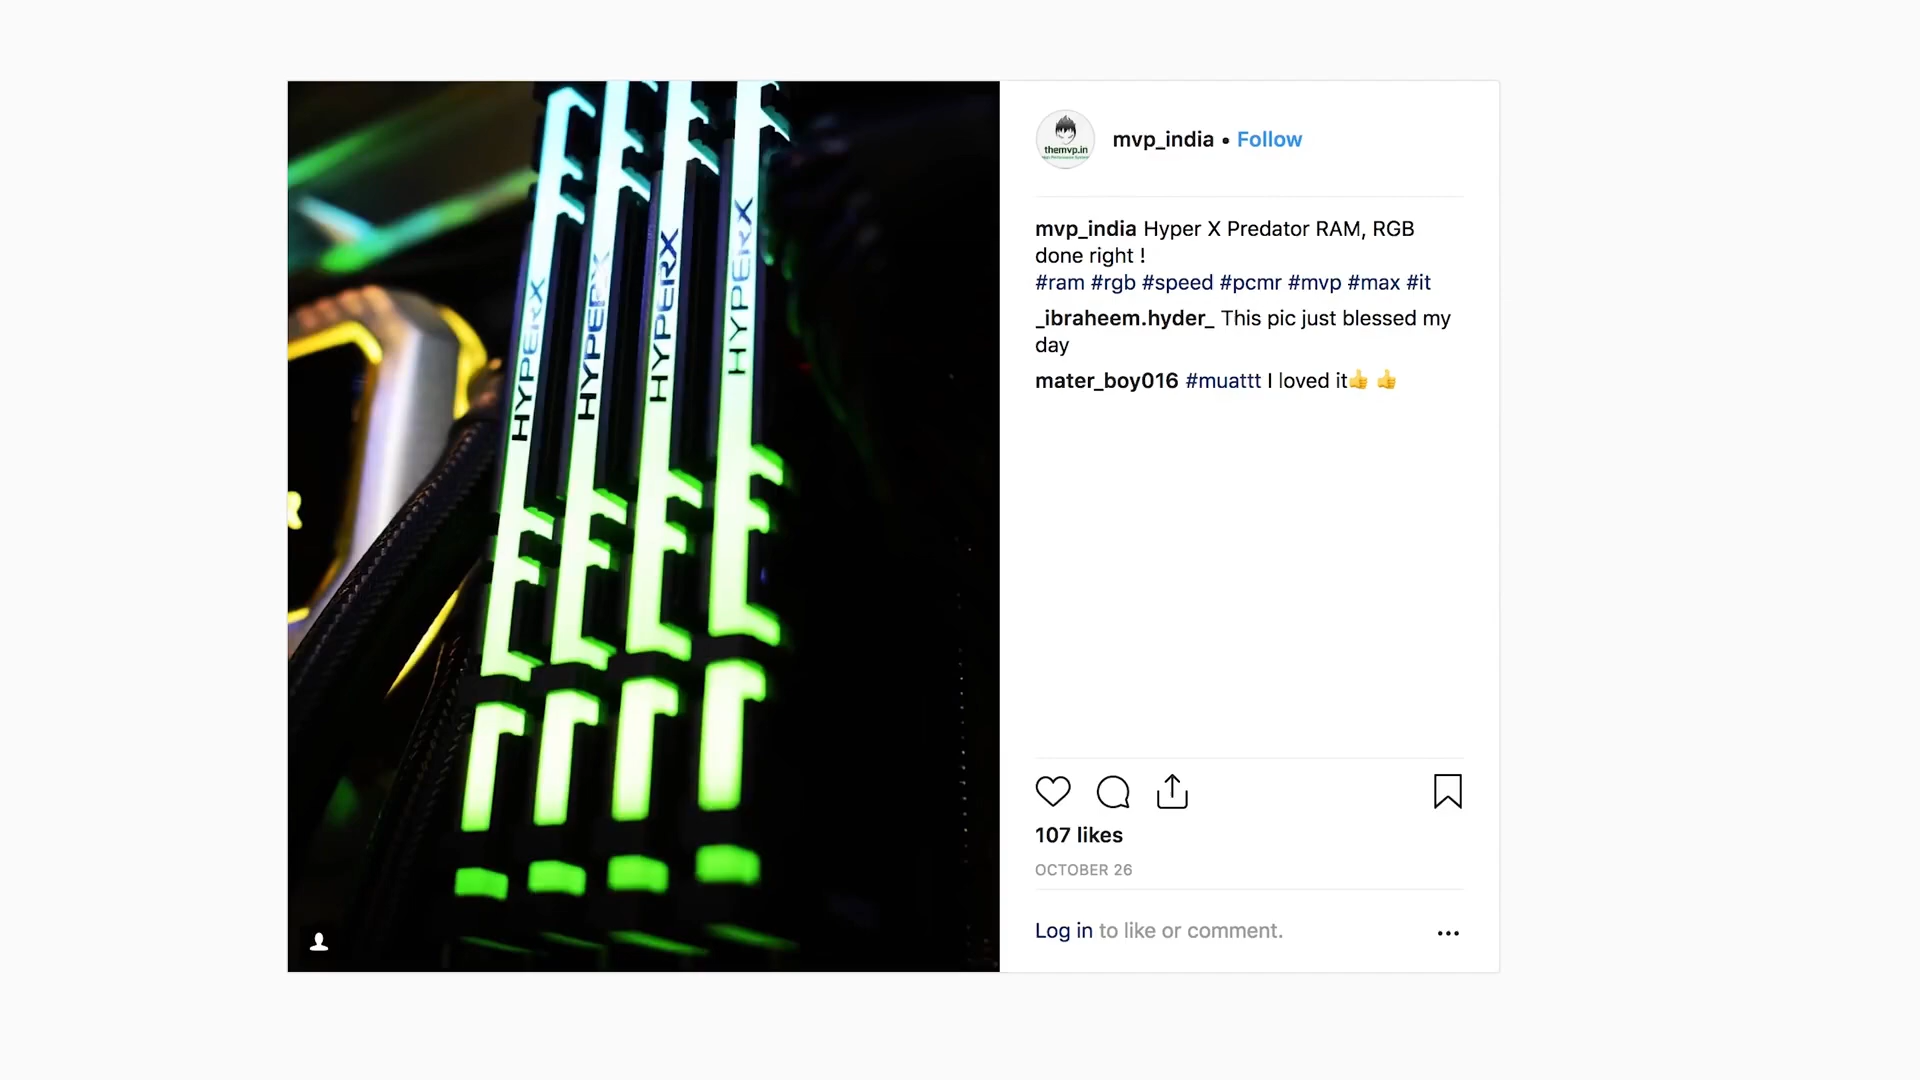 HYPERX
HYPERX
HYPERX
HYPERX
R
themvp.in
mvp_india • Follow
mvp_india Hyper X Predator RAM, RGB
done right !
#ram #rgb #speed #pcmr #mvp #max #it
_ibraheem.hyder_ This pic just blessed my
day
mater_boy016 #muattt I loved it👍 👍
107 likes
OCTOBER 26
Log in to like or comment.